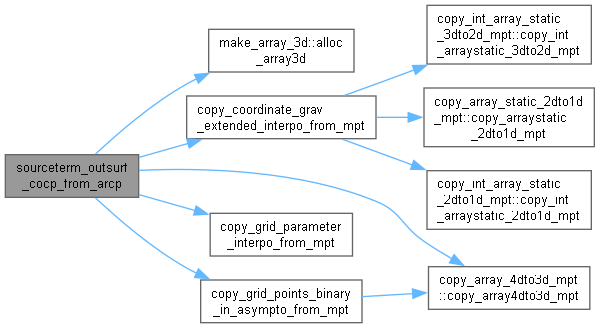 make_array_3d::alloc
_array3d
copy_int_array_static
_3dto2d_mpt::copy_int
_arraystatic_3dto2d_mpt
copy_coordinate_grav
_extended_interpo_from_mpt
copy_array_static_2dto1d
_mpt::copy_arraystatic
_2dto1d_mpt
sourceterm_outsurf
_cocp_from_arcp
copy_int_array_static
_2dto1d_mpt::copy_int
_arraystatic_2dto1d_mpt
copy_grid_parameter
_interpo_from_mpt
copy_grid_points_binary
_in_asympto_from_mpt
copy_array_4dto3d_mpt
::copy_array4dto3d_mpt